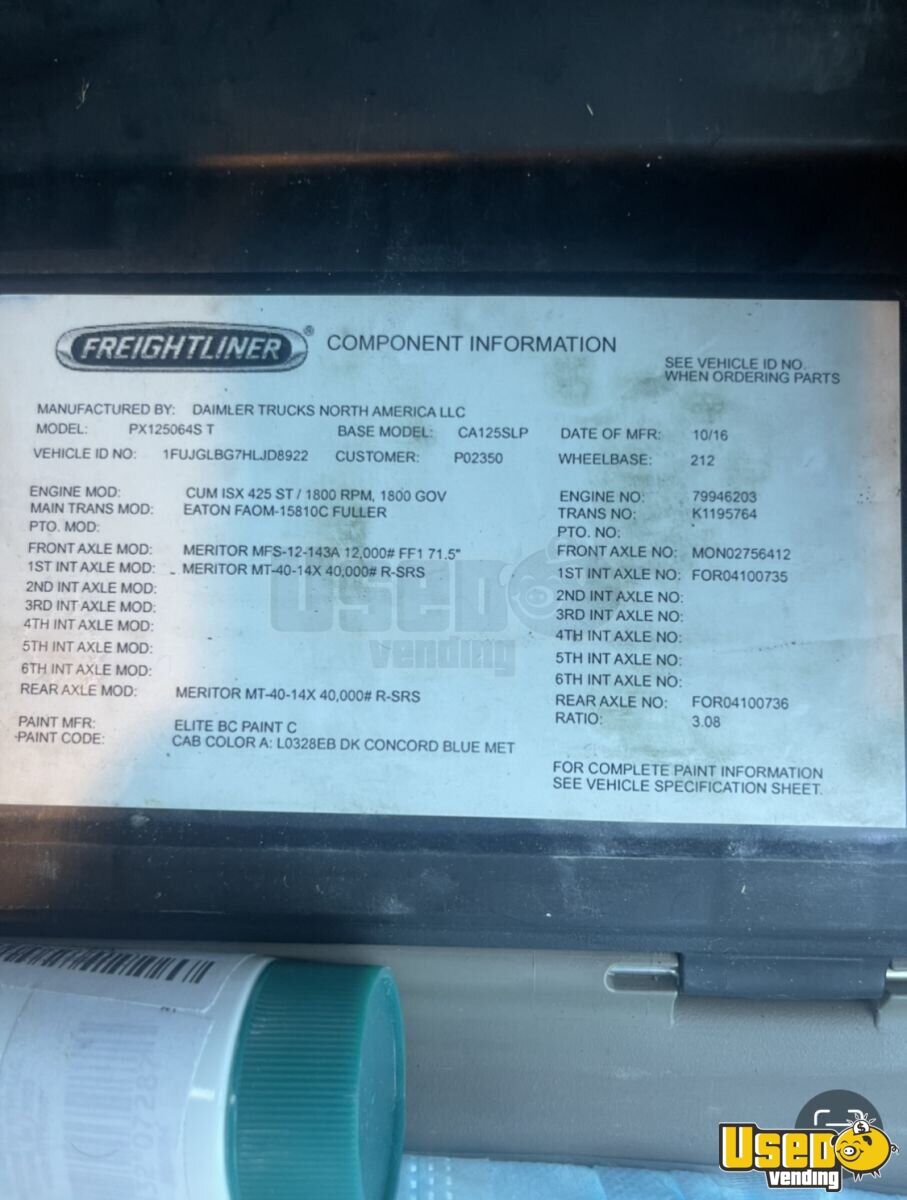 FREIGHTLINER®
COMPONENT INFORMATION
SEE VEHICLE ID NO.
WHEN ORDERING PARTS
MANUFACTURED BY: DAIMLER TRUCKS NORTH AMERICA LLC
MODEL: PX125064S T BASE MODEL: CA125SLP DATE OF MFR: 10/16
VEHICLE ID NO: 1FUJGLBG7HLJD8922 CUSTOMER: P02350 WHEELBASE: 212
ENGINE MOD: CUM ISX 425 ST / 1800 RPM, 1800 GOV ENGINE NO: 79946203
MAIN TRANS MOD: EATON FAOM-15810C FULLER TRANS NO: K1195764
PTO. MOD: PTO. NO:
FRONT AXLE MOD: MERITOR MFS-12-143A 12,000# FF1 71.5" FRONT AXLE NO: MON02756412
1ST INT AXLE MOD: MERITOR MT-40-14X 40,000# R-SRS 1ST INT AXLE NO: FOR04100735
2ND INT AXLE MOD: 2ND INT AXLE NO:
3RD INT AXLE MOD: 3RD INT AXLE NO:
4TH INT AXLE MOD: 4TH INT AXLE NO:
5TH INT AXLE MOD: 5TH INT AXLE NO:
6TH INT AXLE MOD: 6TH INT AXLE NO:
REAR AXLE MOD: MERITOR MT-40-14X 40,000# R-SRS REAR AXLE NO: FOR04100736
RATIO: 3.08
PAINT MFR: ELITE BC PAINT C
PAINT CODE: CAB COLOR A: L0328EB DK CONCORD BLUE MET
FOR COMPLETE PAINT INFORMATION
SEE VEHICLE SPECIFICATION SHEET.
USED
vending
USED
vending